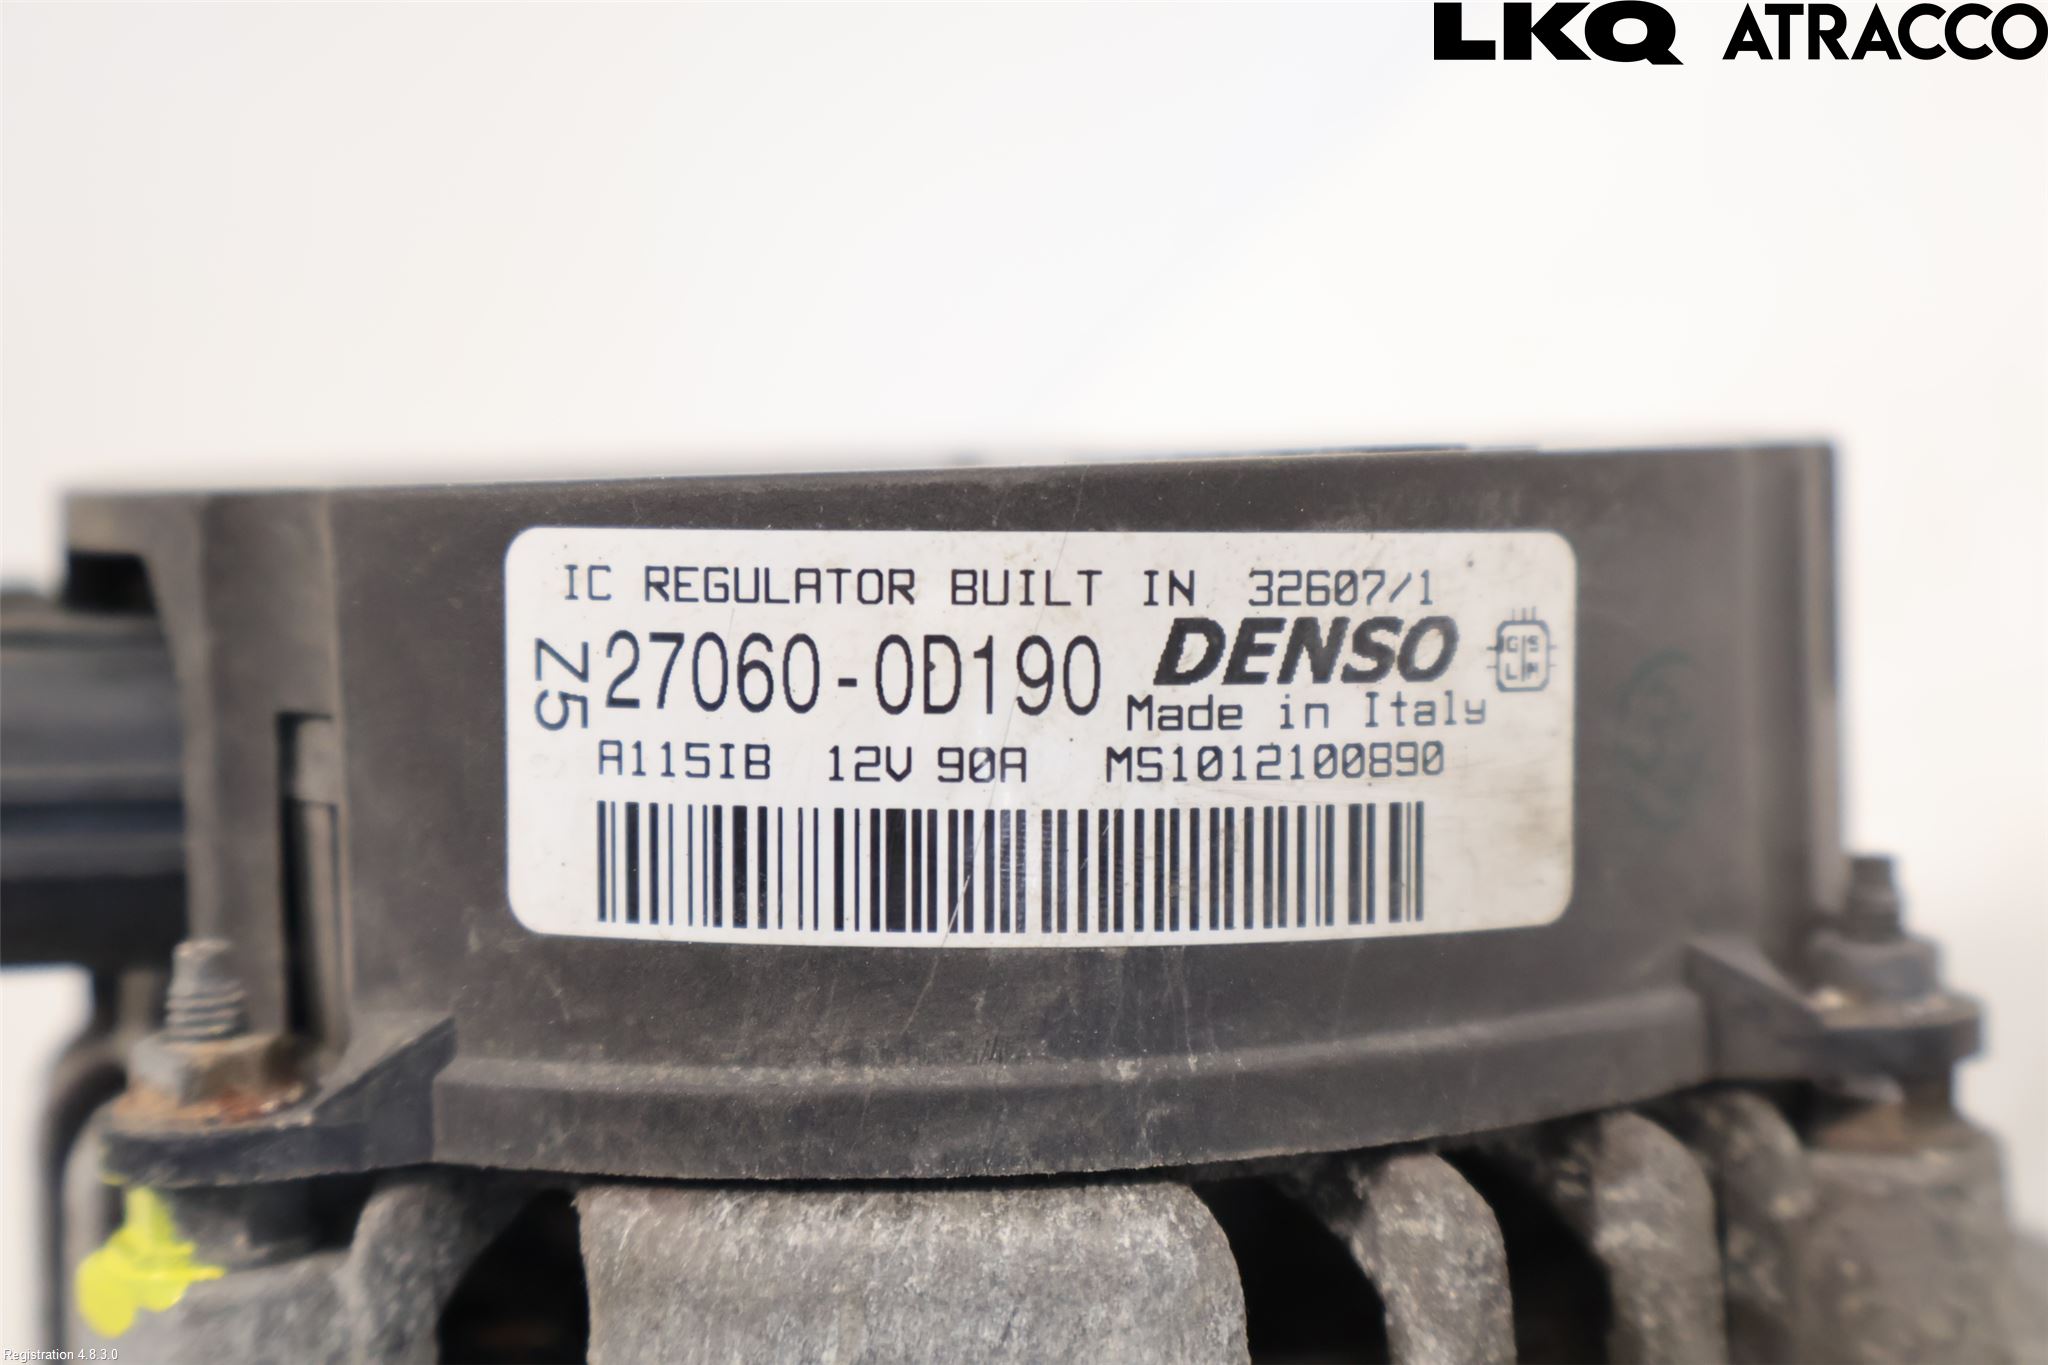 LKQ ATRACCO
IC REGULATOR BUILT IN 32607/1
Z5 27060-0D190 DENSO
Made in Italy
A115IB 12V 90A MS1012100890
Registration 4.8.3.0